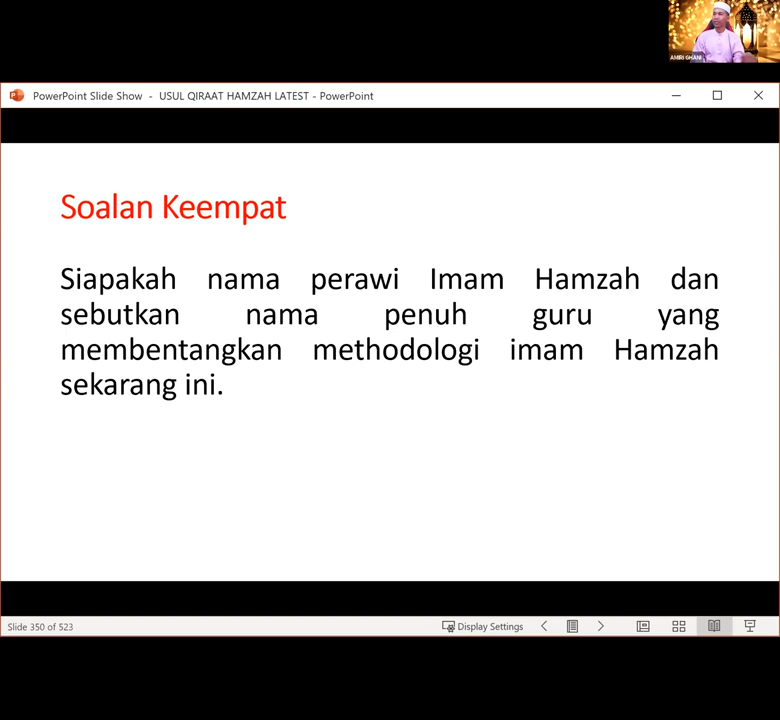 AMIRI GHANI
PowerPoint Slide Show - USUL QIRAAT HAMZAH LATEST - PowerPoint
Soalan Keempat
Siapakah nama perawi Imam Hamzah dan
sebutkan nama penuh guru yang
membentangkan methodologi imam Hamzah
sekarang ini.
Slide 350 of 523
Display Settings